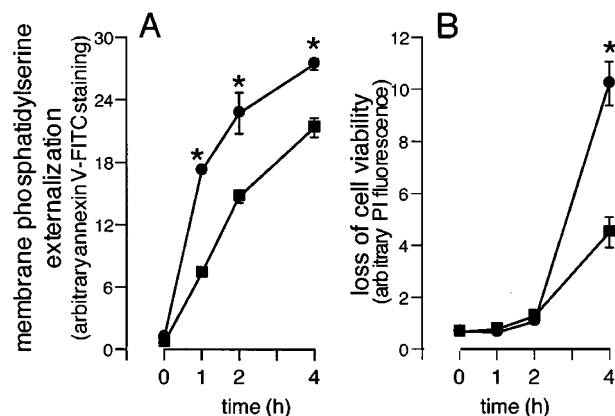 A
membrane phosphatidylserine
externalization
(arbitrary annexin V-FITC staining)
30
24
18
12
6
0
*
*
*
0
1
2
4
time (h)
B
loss of cell viability
(arbitrary PI fluorescence)
12
10
8
6
4
2
0
*
0
1
2
4
time (h)